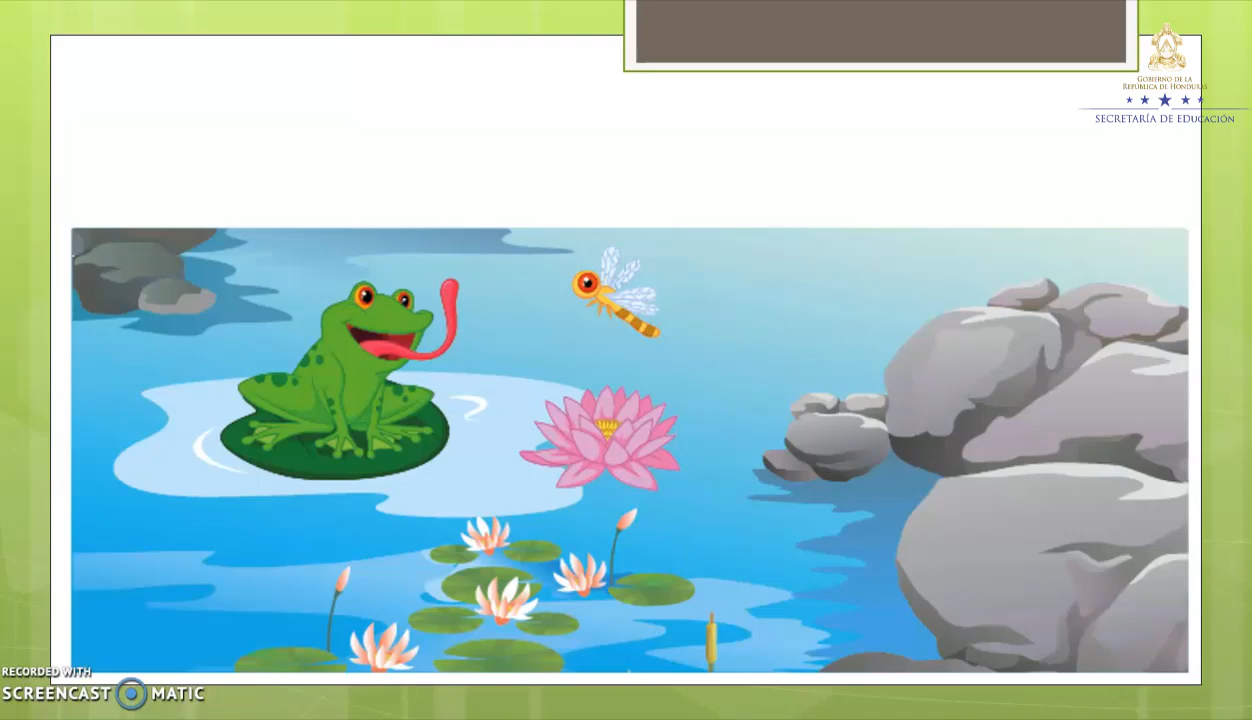 GOBIERNO DE LA
REPÚBLICA DE HONDURAS
SECRETARÍA DE EDUCACIÓN
RECORDED WITH
SCREENCAST MATIC